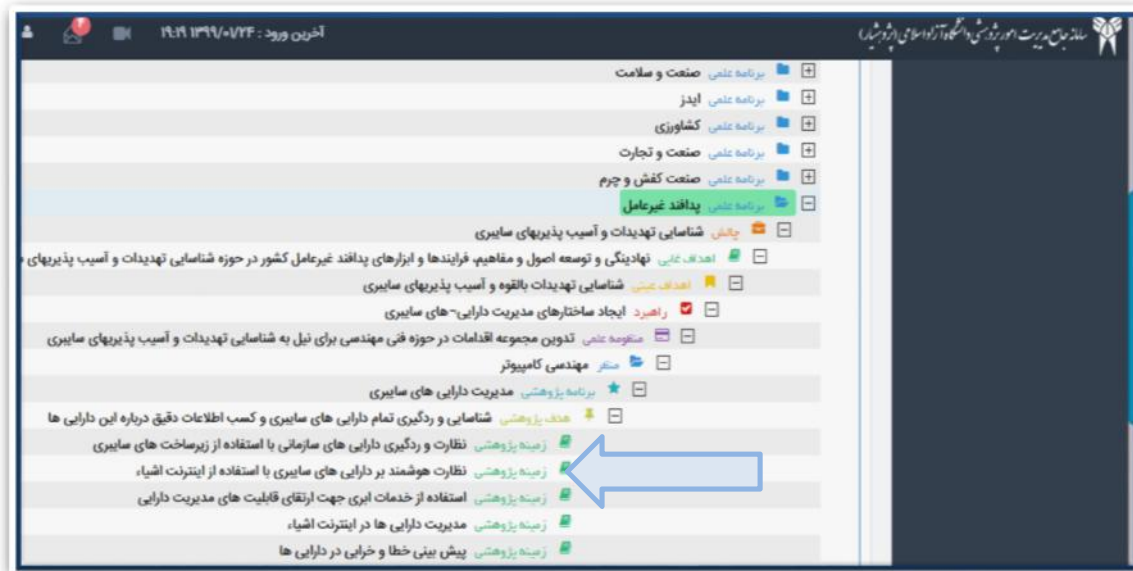 سامانه جامع مدیریت امور پژوهشی دانشگاه آزاد اسلامی (پژوهشیار)
آخرین ورود : ۱۳۹۹/۰۱/۲۴ ۱۹:۱۹
برنامه علمی صنعت و سلامت
برنامه علمی ایدز
برنامه علمی کشاورزی
برنامه علمی صنعت و تجارت
برنامه علمی صنعت کفش و چرم
برنامه علمی پدافند غیرعامل
چالش شناسایی تهدیدات و آسیب پذیریهای سایبری
اهداف غایی نهادینگی و توسعه اصول و مفاهیم، فرایندها و ابزارهای پدافند غیرعامل کشور در حوزه شناسایی تهدیدات و آسیب پذیریهای
اهداف عینی شناسایی تهدیدات بالقوه و آسیب پذیریهای سایبری
راهبرد ایجاد ساختارهای مدیریت دارایی¬های سایبری
منظومه علمی تدوین مجموعه اقدامات در حوزه فنی مهندسی برای نیل به شناسایی تهدیدات و آسیب پذیریهای سایبری
منظر مهندسی کامپیوتر
برنامه پژوهشی مدیریت دارایی های سایبری
هدف پژوهشی شناسایی و ردگیری تمام دارایی های سایبری و کسب اطلاعات دقیق درباره این دارایی ها
زمینه پژوهشی نظارت و ردگیری دارایی های سازمانی با استفاده از زیرساخت های سایبری
زمینه پژوهشی نظارت هوشمند بر دارایی های سایبری با استفاده از اینترنت اشیاء
زمینه پژوهشی استفاده از خدمات ابری جهت ارتقای قابلیت های مدیریت دارایی
زمینه پژوهشی مدیریت دارایی ها در اینترنت اشیاء
زمینه پژوهشی پیش بینی خطا و خرابی در دارایی ها